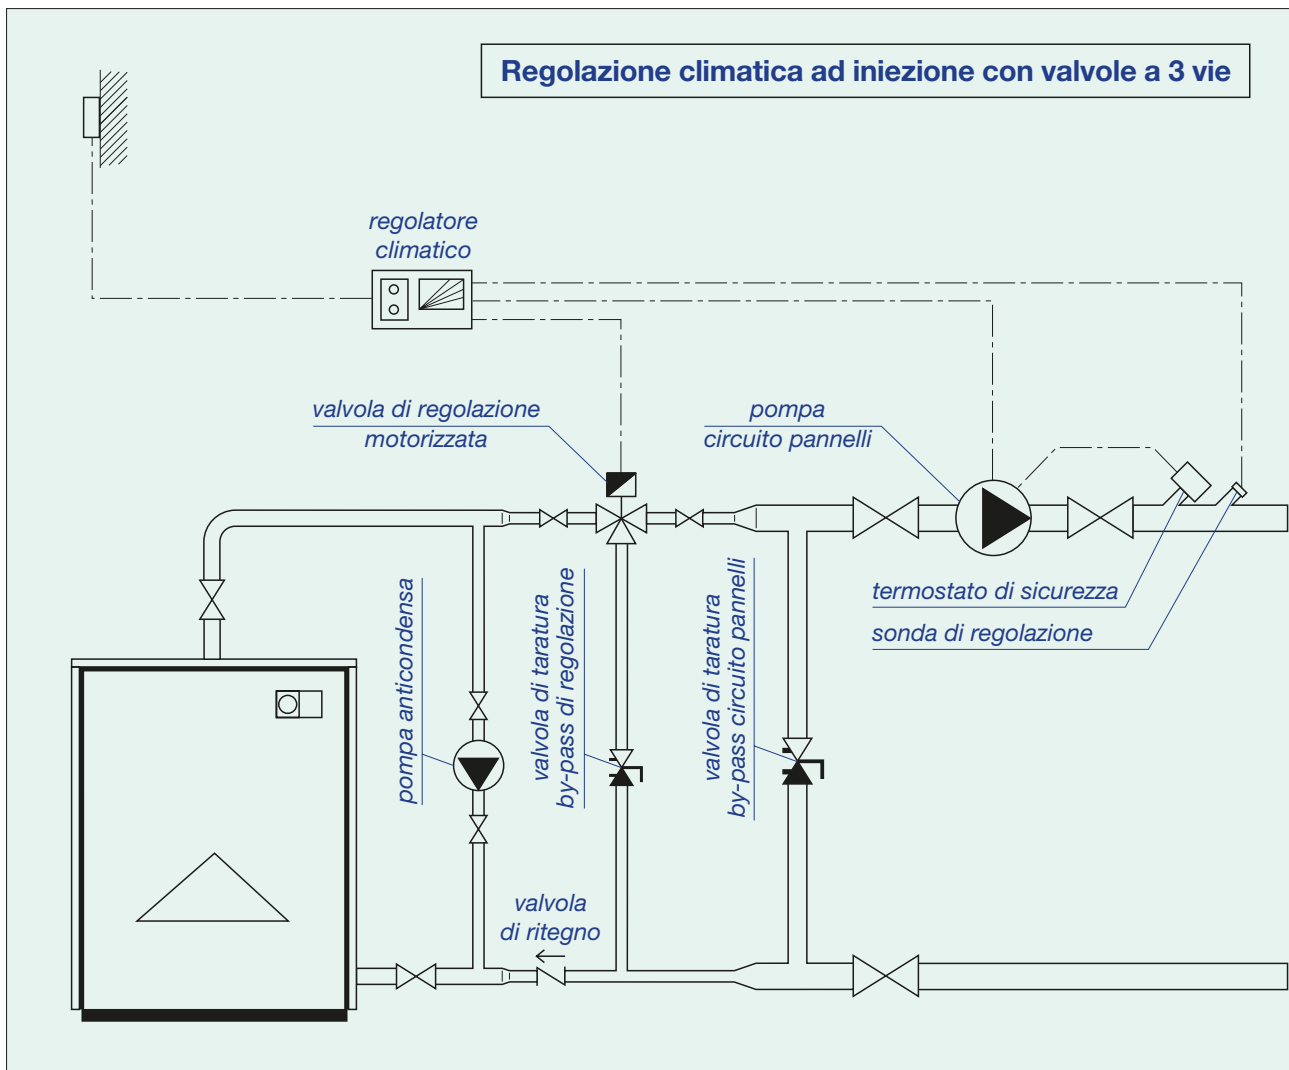 Regolazione climatica ad iniezione con valvole a 3 vie
regolatore
climatico
valvola di regolazione
motorizzata
pompa
circuito pannelli
termostato di sicurezza
sonda di regolazione
pompa anticondensa
valvola di taratura
by-pass di regolazione
valvola di taratura
by-pass circuito pannelli
valvola
di ritegno